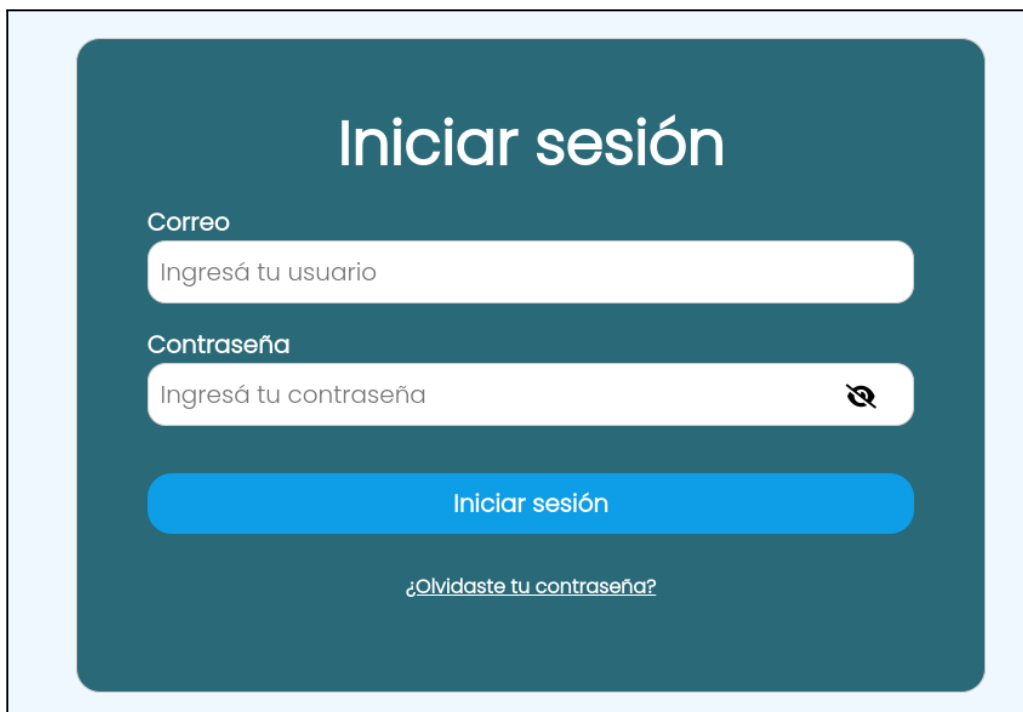 Iniciar sesión
Correo
Ingresá tu usuario
Contraseña
Ingresá tu contraseña
Iniciar sesión
¿Olvidaste tu contraseña?